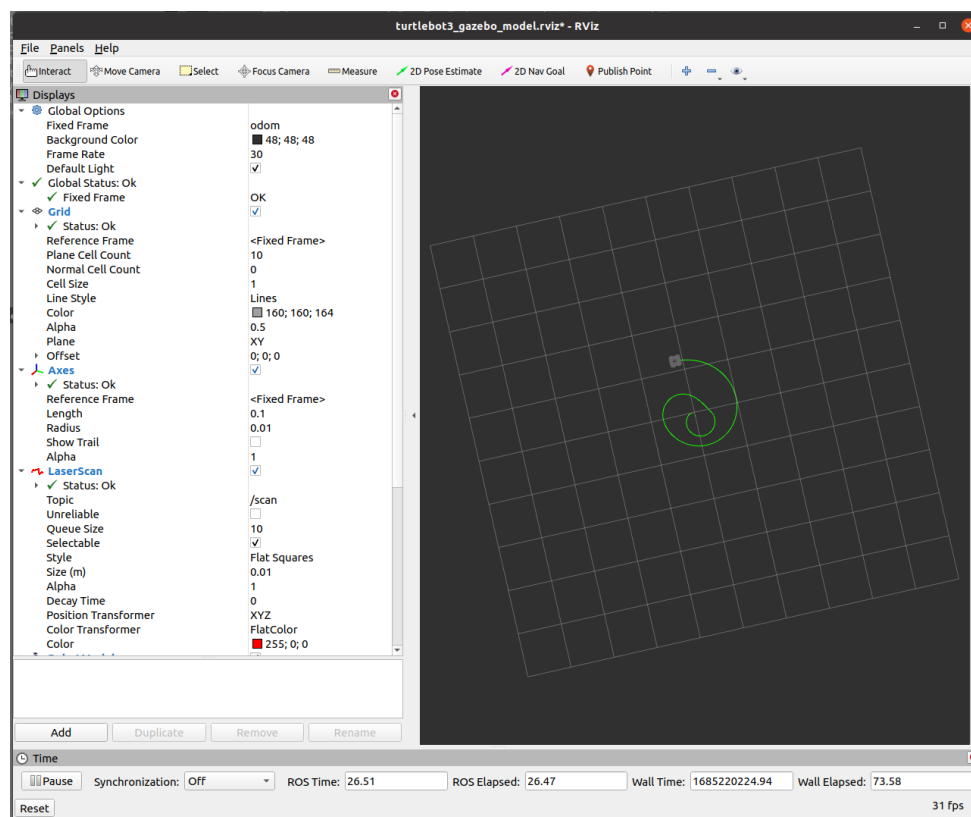 turtlebot3_gazebo_model.rviz* - RViz
File Panels Help
Interact Move Camera Select Focus Camera Measure 2D Pose Estimate 2D Nav Goal Publish Point
Displays
Global Options
Fixed Frame odom
Background Color 48; 48; 48
Frame Rate 30
Default Light
Global Status: Ok
Fixed Frame OK
Grid
Status: Ok
Reference Frame <Fixed Frame>
Plane Cell Count 10
Normal Cell Count 0
Cell Size 1
Line Style Lines
Color 160; 160; 164
Alpha 0.5
Plane XY
Offset 0; 0; 0
Axes
Status: Ok
Reference Frame <Fixed Frame>
Length 0.1
Radius 0.01
Show Trail
Alpha 1
LaserScan
Status: Ok
Topic /scan
Unreliable
Queue Size 10
Selectable
Style Flat Squares
Size (m) 0.01
Alpha 1
Decay Time 0
Position Transformer XYZ
Color Transformer FlatColor
Color 255; 0; 0
Add Duplicate Remove Rename
Time
Pause Synchronization: Off ROS Time: 26.51 ROS Elapsed: 26.47 Wall Time: 1685220224.94 Wall Elapsed: 73.58
Reset 31 fps